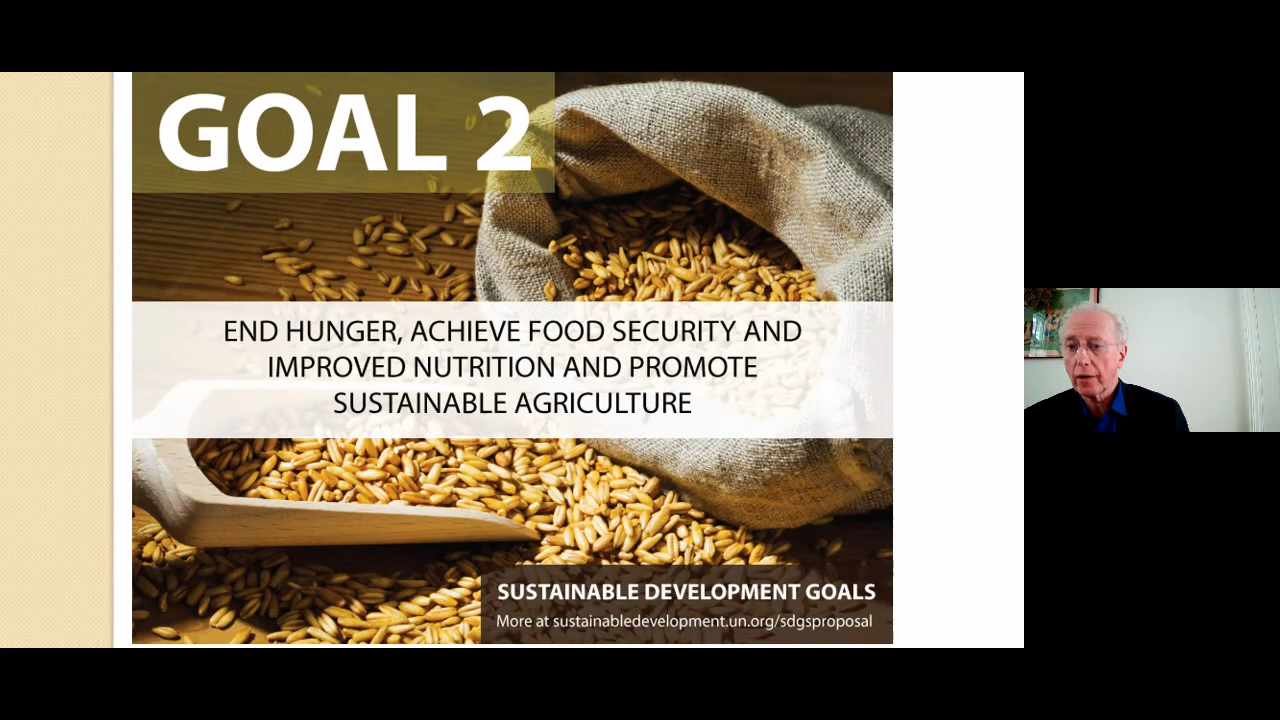 GOAL 2
END HUNGER, ACHIEVE FOOD SECURITY AND
IMPROVED NUTRITION AND PROMOTE
SUSTAINABLE AGRICULTURE
SUSTAINABLE DEVELOPMENT GOALS
More at sustainabledevelopment.un.org/sdgsproposal